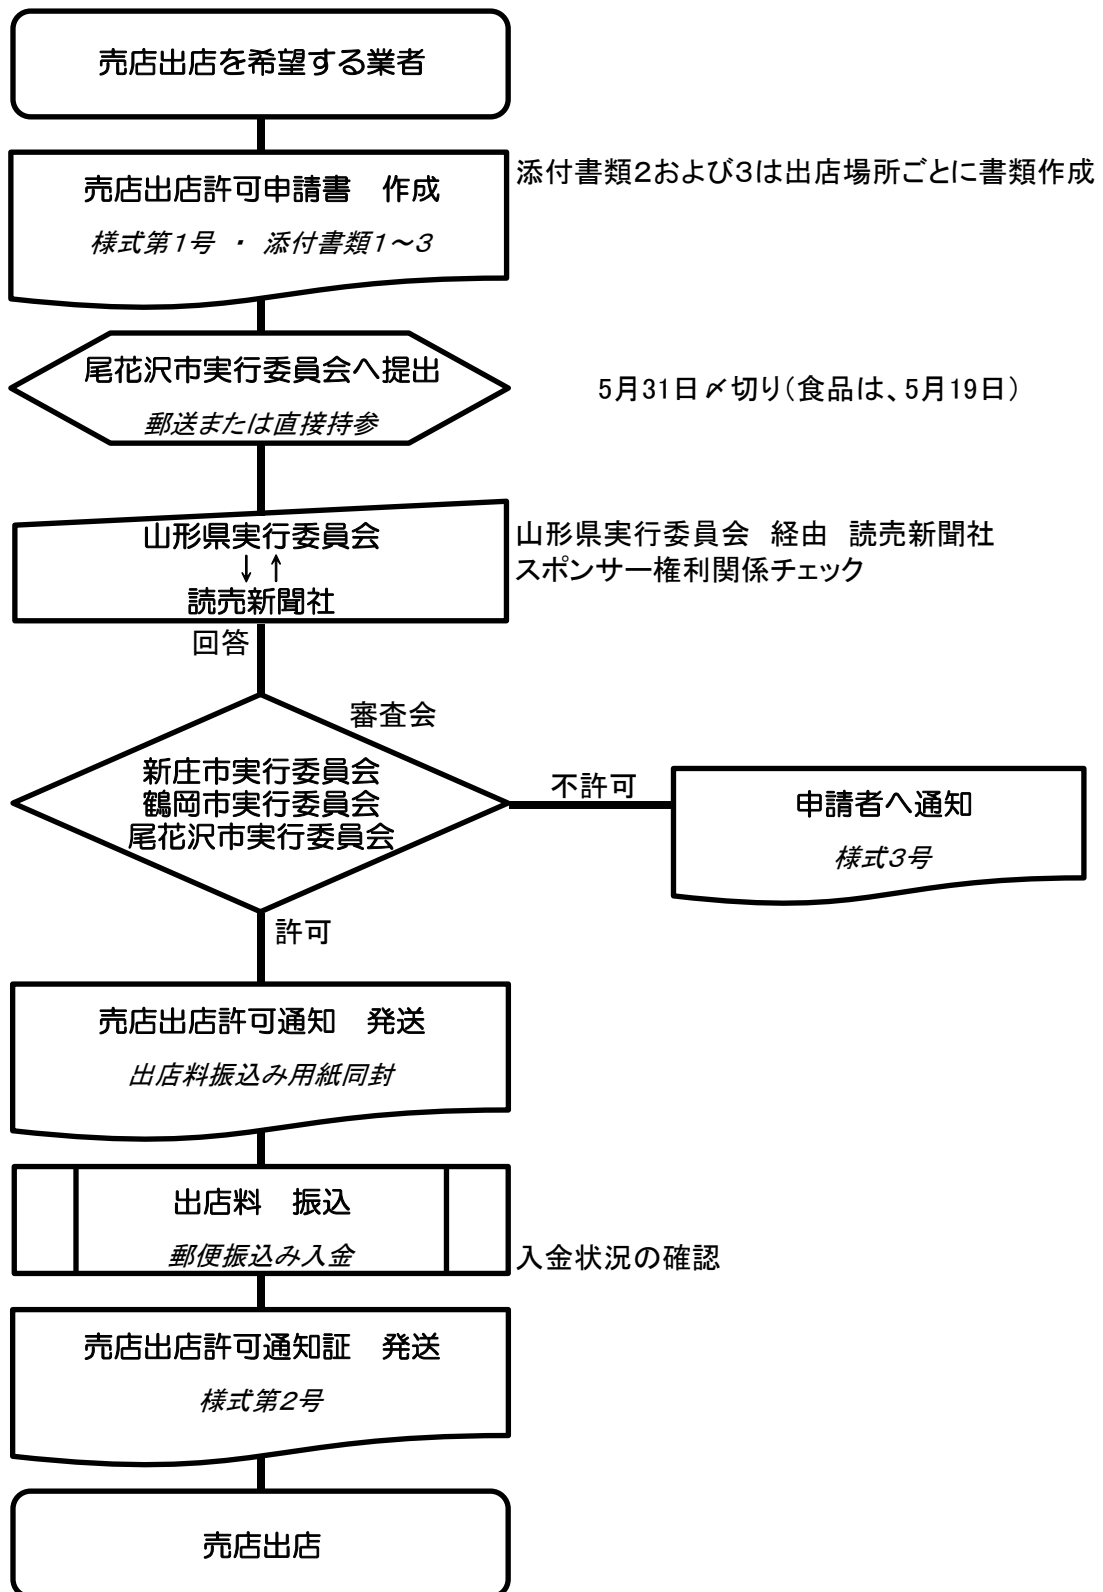 売店出店を希望する業者
売店出店許可申請書　作成
様式第1号　・　添付書類1～3
添付書類2および3は出店場所ごとに書類作成
尾花沢市実行委員会へ提出
郵送または直接持参
5月31日〆切り(食品は、5月19日)
山形県実行委員会
↓↑
読売新聞社
山形県実行委員会　経由　読売新聞社
スポンサー権利関係チェック
回答
審査会
新庄市実行委員会
鶴岡市実行委員会
尾花沢市実行委員会
不許可
申請者へ通知
様式3号
許可
売店出店許可通知　発送
出店料振込み用紙同封
出店料　振込
郵便振込み入金
入金状況の確認
売店出店許可通知証　発送
様式第2号
売店出店